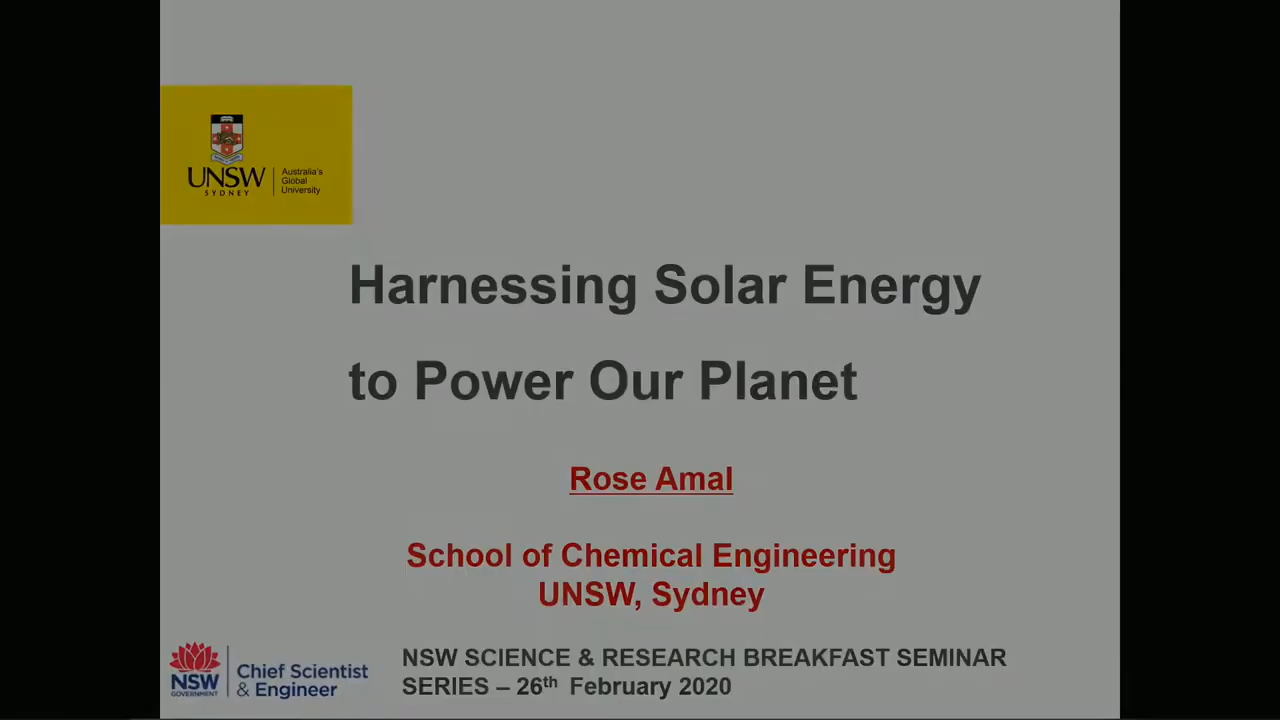 UNSW
SYDNEY
Australia's
Global
University
Harnessing Solar Energy
to Power Our Planet
Rose Amal
School of Chemical Engineering
UNSW, Sydney
NSW
GOVERNMENT
Chief Scientist
& Engineer
NSW SCIENCE & RESEARCH BREAKFAST SEMINAR
SERIES – 26th February 2020